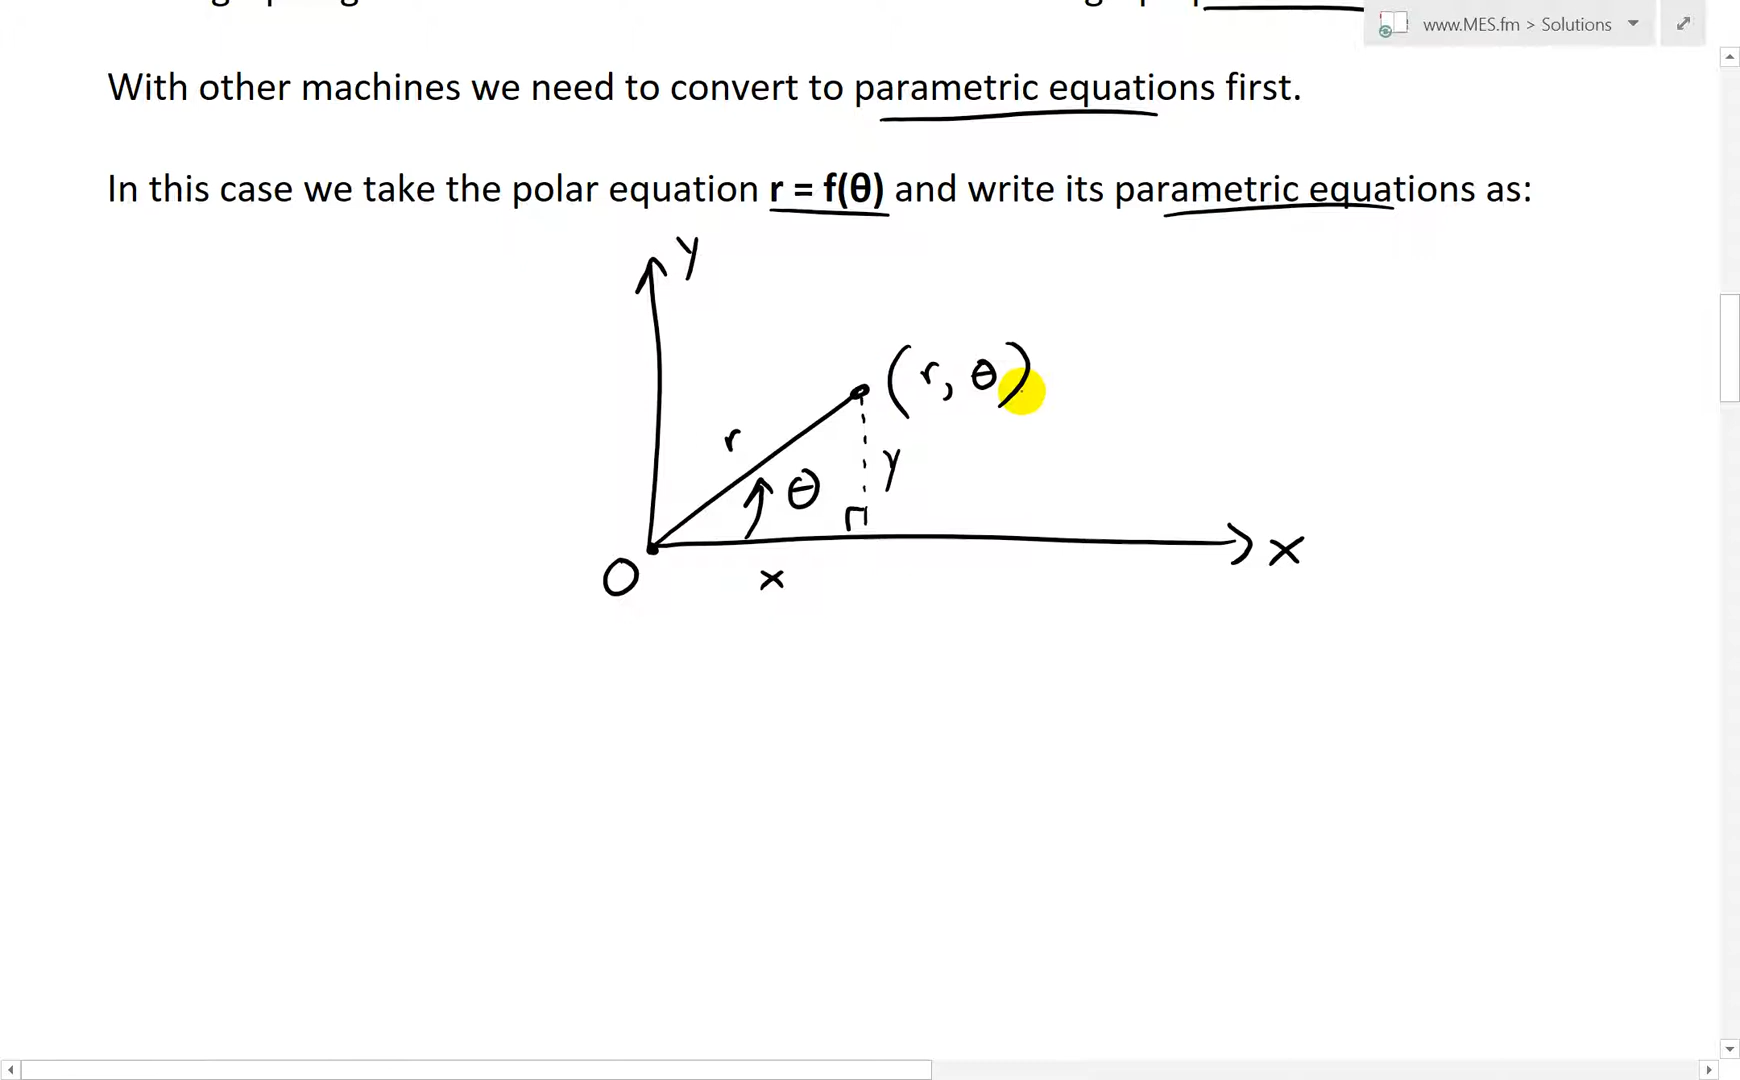 www.MES.fm > Solutions
With other machines we need to convert to parametric equations first.
In this case we take the polar equation r = f(θ) and write its parametric equations as:
y
(r, θ)
r
y
θ
x
O
x